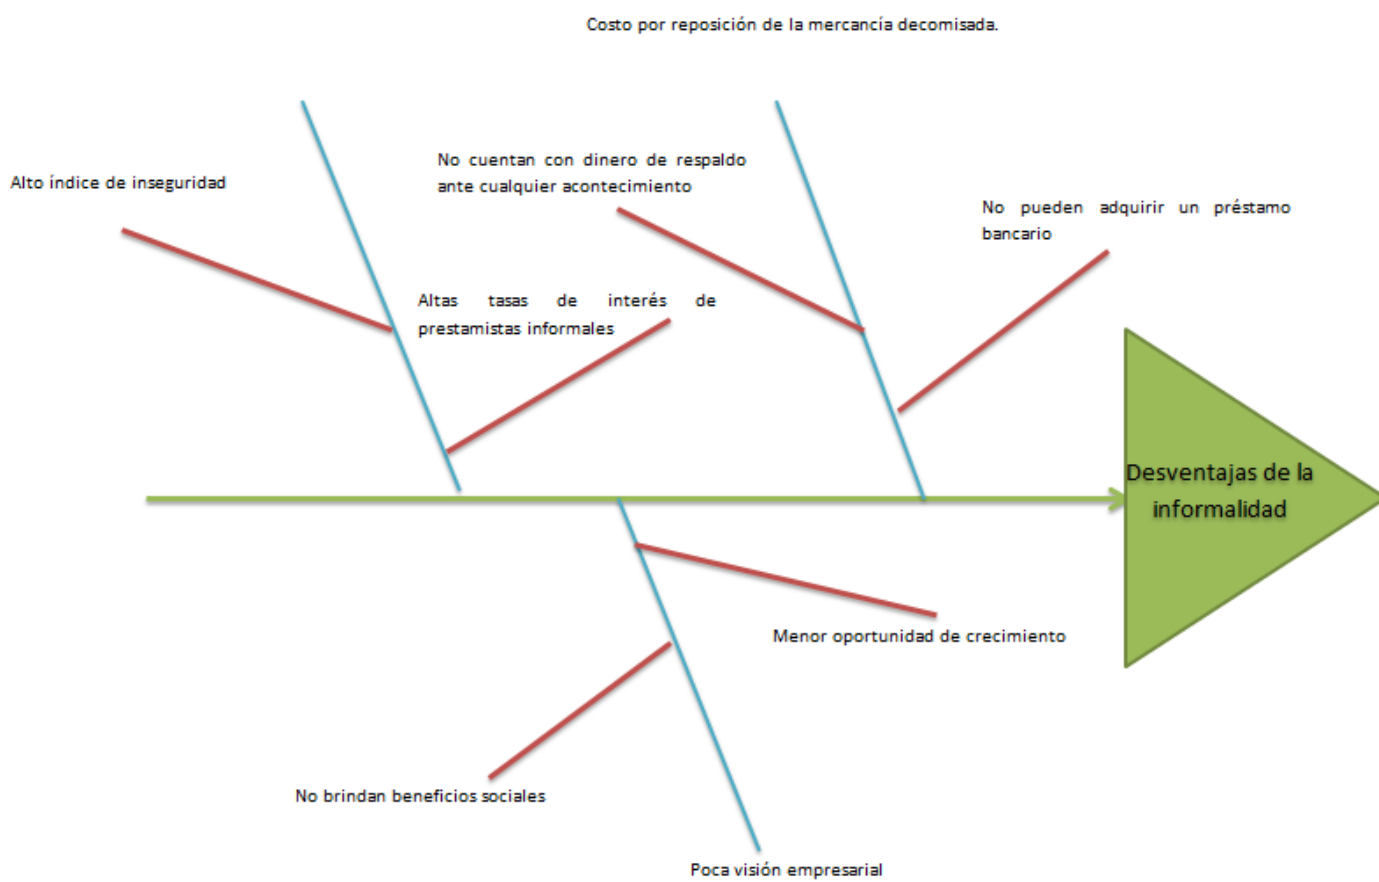 Costo por reposición de la mercancía decomisada.
No cuentan con dinero de respaldo
ante cualquier acontecimiento
Alto índice de inseguridad
No pueden adquirir un préstamo
bancario
Altas tasas de interés de
prestamistas informales
Desventajas de la
informalidad
Menor oportunidad de crecimiento
No brindan beneficios sociales
Poca visión empresarial